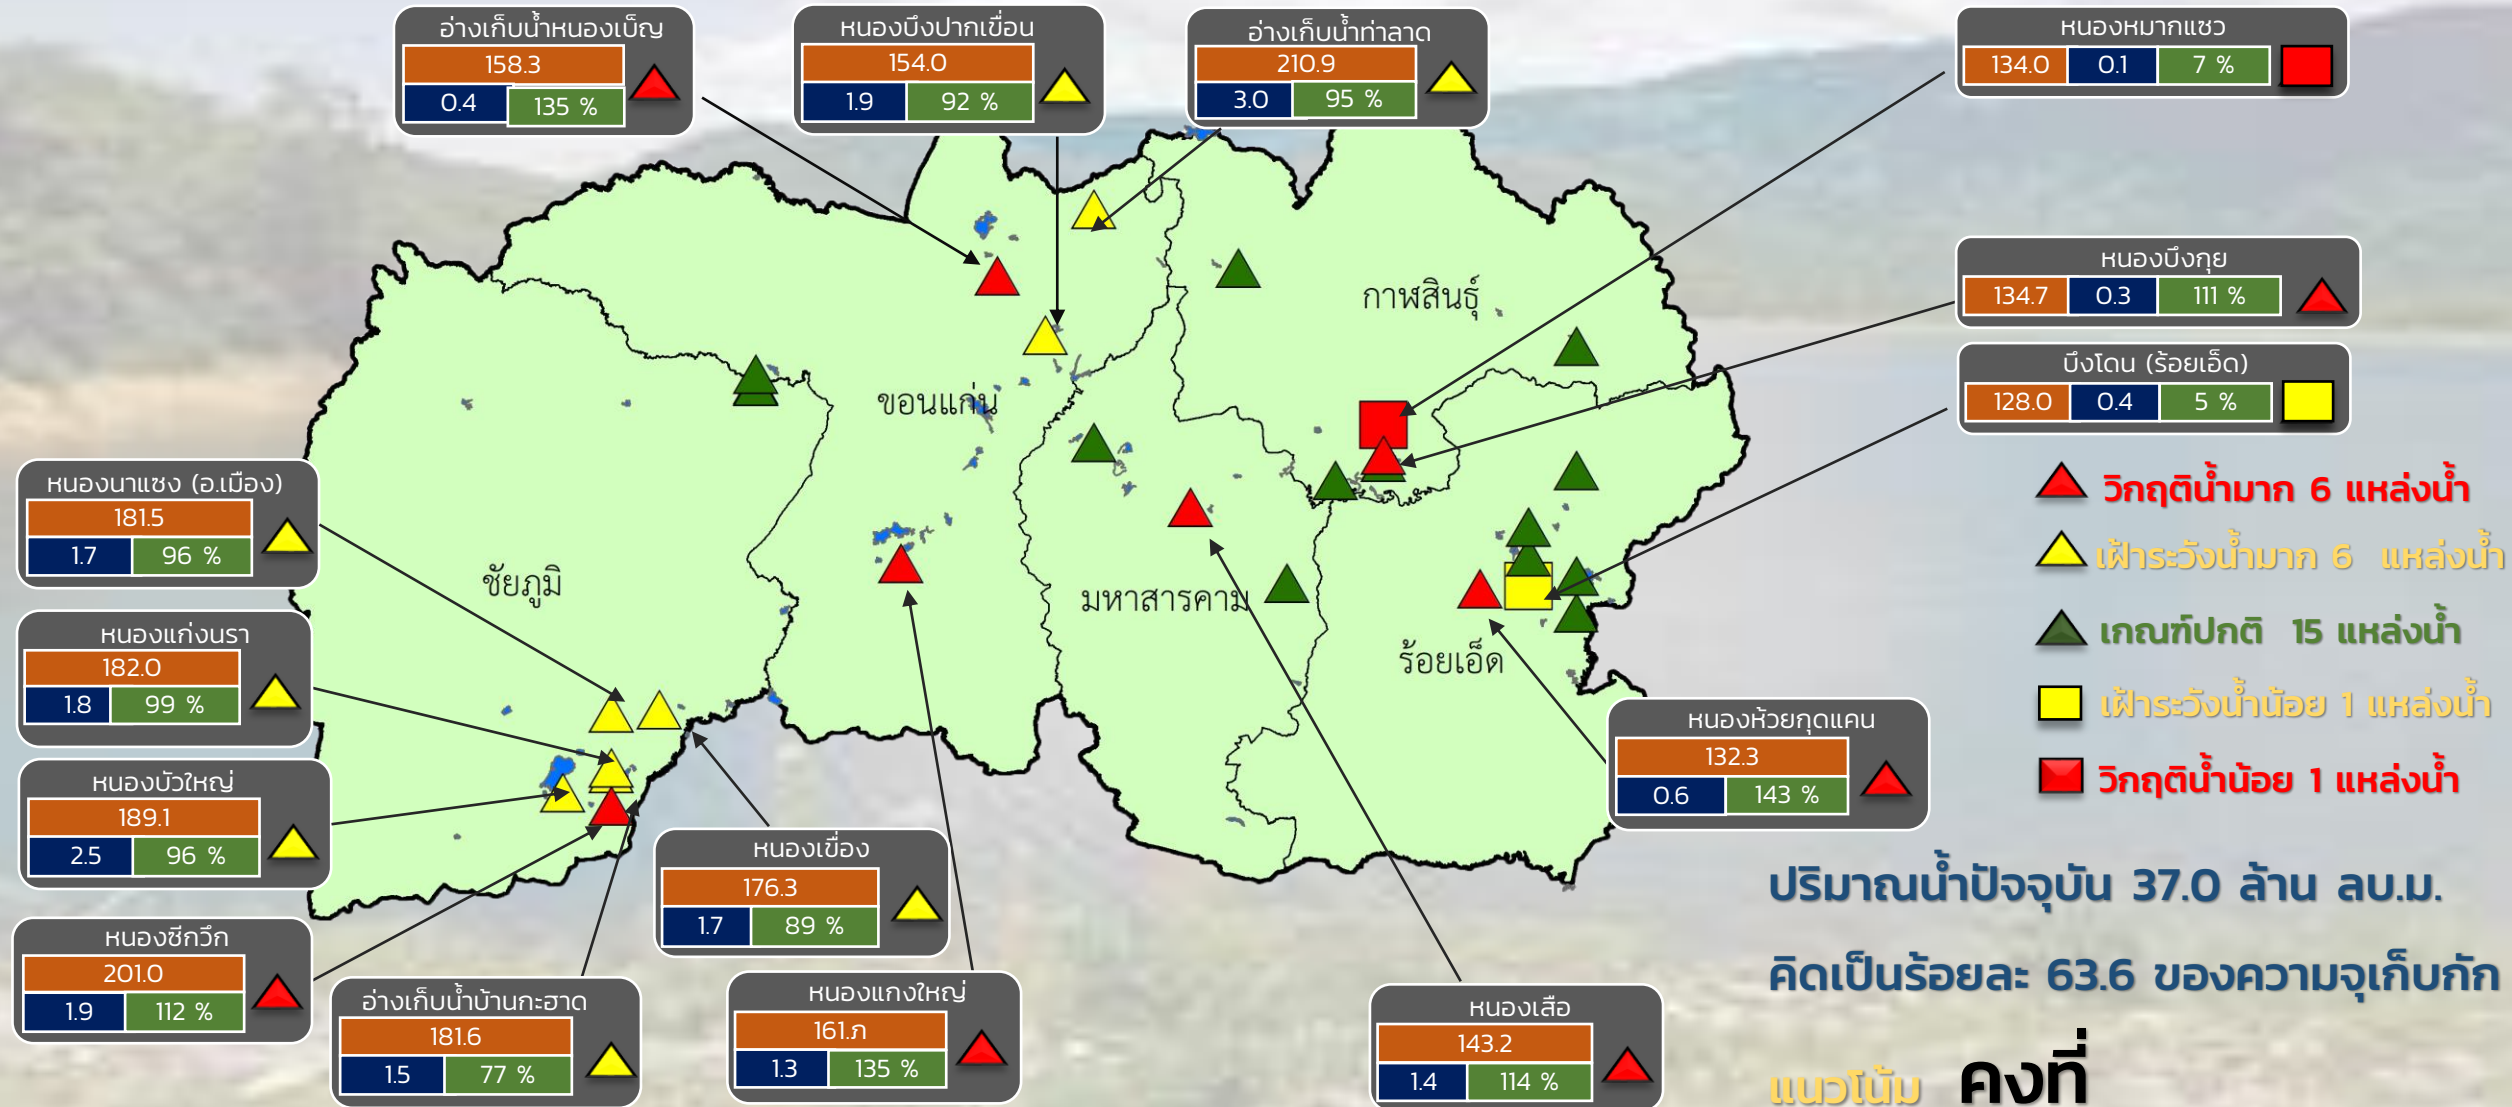 อ่างเก็บน้ำหนองเบ็ญ
158.3
0.4 135 %
หนองบึงปากเขื่อน
154.0
1.9 92 %
อ่างเก็บน้ำท่าลาด
210.9
3.0 95 %
หนองหมากแซว
134.0 0.1 7 %
หนองบึงกุย
134.7 0.3 111 %
บึงโดน (ร้อยเอ็ด)
128.0 0.4 5 %
กาฬสินธุ์
ขอนแก่น
ชัยภูมิ
มหาสารคาม
ร้อยเอ็ด
หนองนาแซง (อ.เมือง)
181.5
1.7 96 %
หนองแก่งนรา
182.0
1.8 99 %
หนองบัวใหญ่
189.1
2.5 96 %
หนองซีกวึก
201.0
1.9 112 %
อ่างเก็บน้ำบ้านกะฮาด
181.6
1.5 77 %
หนองเขื่อง
176.3
1.7 89 %
หนองแกงใหญ่
161.ภ
1.3 135 %
หนองเสือ
143.2
1.4 114 %
หนองห้วยกุดแคน
132.3
0.6 143 %
วิกฤติน้ำมาก 6 แหล่งน้ำ
เฝ้าระวังน้ำมาก 6 แหล่งน้ำ
เกณฑ์ปกติ 15 แหล่งน้ำ
เฝ้าระวังน้ำน้อย 1 แหล่งน้ำ
วิกฤติน้ำน้อย 1 แหล่งน้ำ
ปริมาณน้ำปัจจุบัน 37.0 ล้าน ลบ.ม.
คิดเป็นร้อยละ 63.6 ของความจุเก็บกัก
แนวโน้ม คงที่